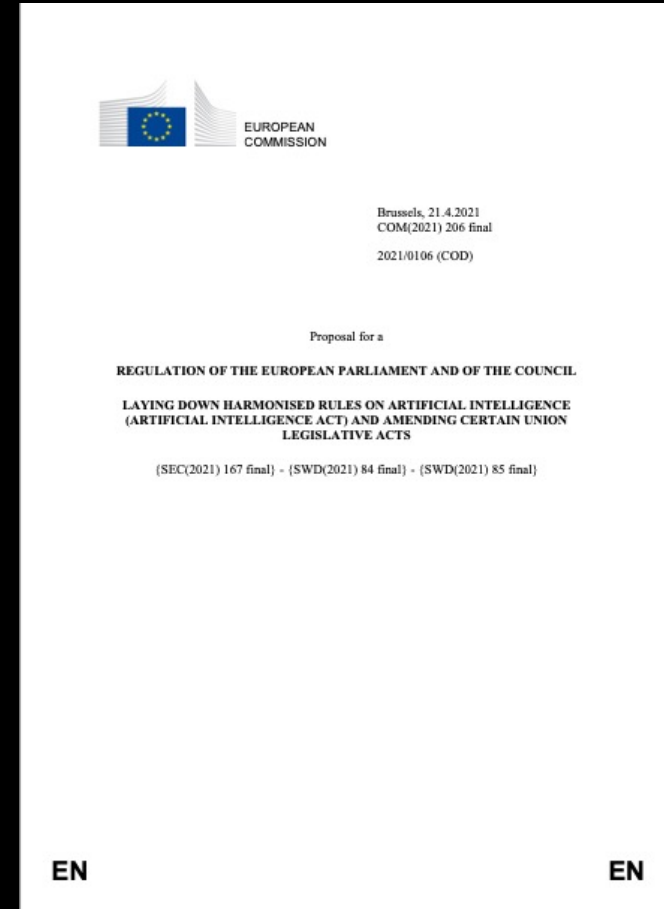 EUROPEAN
COMMISSION
Brussels, 21.4.2021
COM(2021) 206 final
2021/0106 (COD)
Proposal for a
REGULATION OF THE EUROPEAN PARLIAMENT AND OF THE COUNCIL
LAYING DOWN HARMONISED RULES ON ARTIFICIAL INTELLIGENCE
(ARTIFICIAL INTELLIGENCE ACT) AND AMENDING CERTAIN UNION
LEGISLATIVE ACTS
{SEC(2021) 167 final} - {SWD(2021) 84 final} - {SWD(2021) 85 final}
EN EN